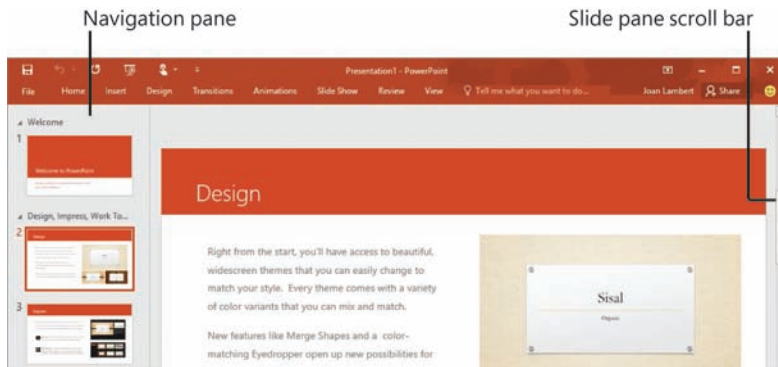 Navigation pane
Slide pane scroll bar
Presentation1 - PowerPoint
File Home Insert Design Transitions Animations Slide Show Review View Tell me what you want to do... Joan Lambert Share
Welcome
1
Welcome to PowerPoint
Design, Impress, Work To...
2
Design
3
Design
Right from the start, you'll have access to beautiful,
widescreen themes that you can easily change to
match your style. Every theme comes with a variety
of color variants that you can mix and match.
New features like Merge Shapes and a color-
matching Eyedropper open up new possibilities for
Sisal
Organic